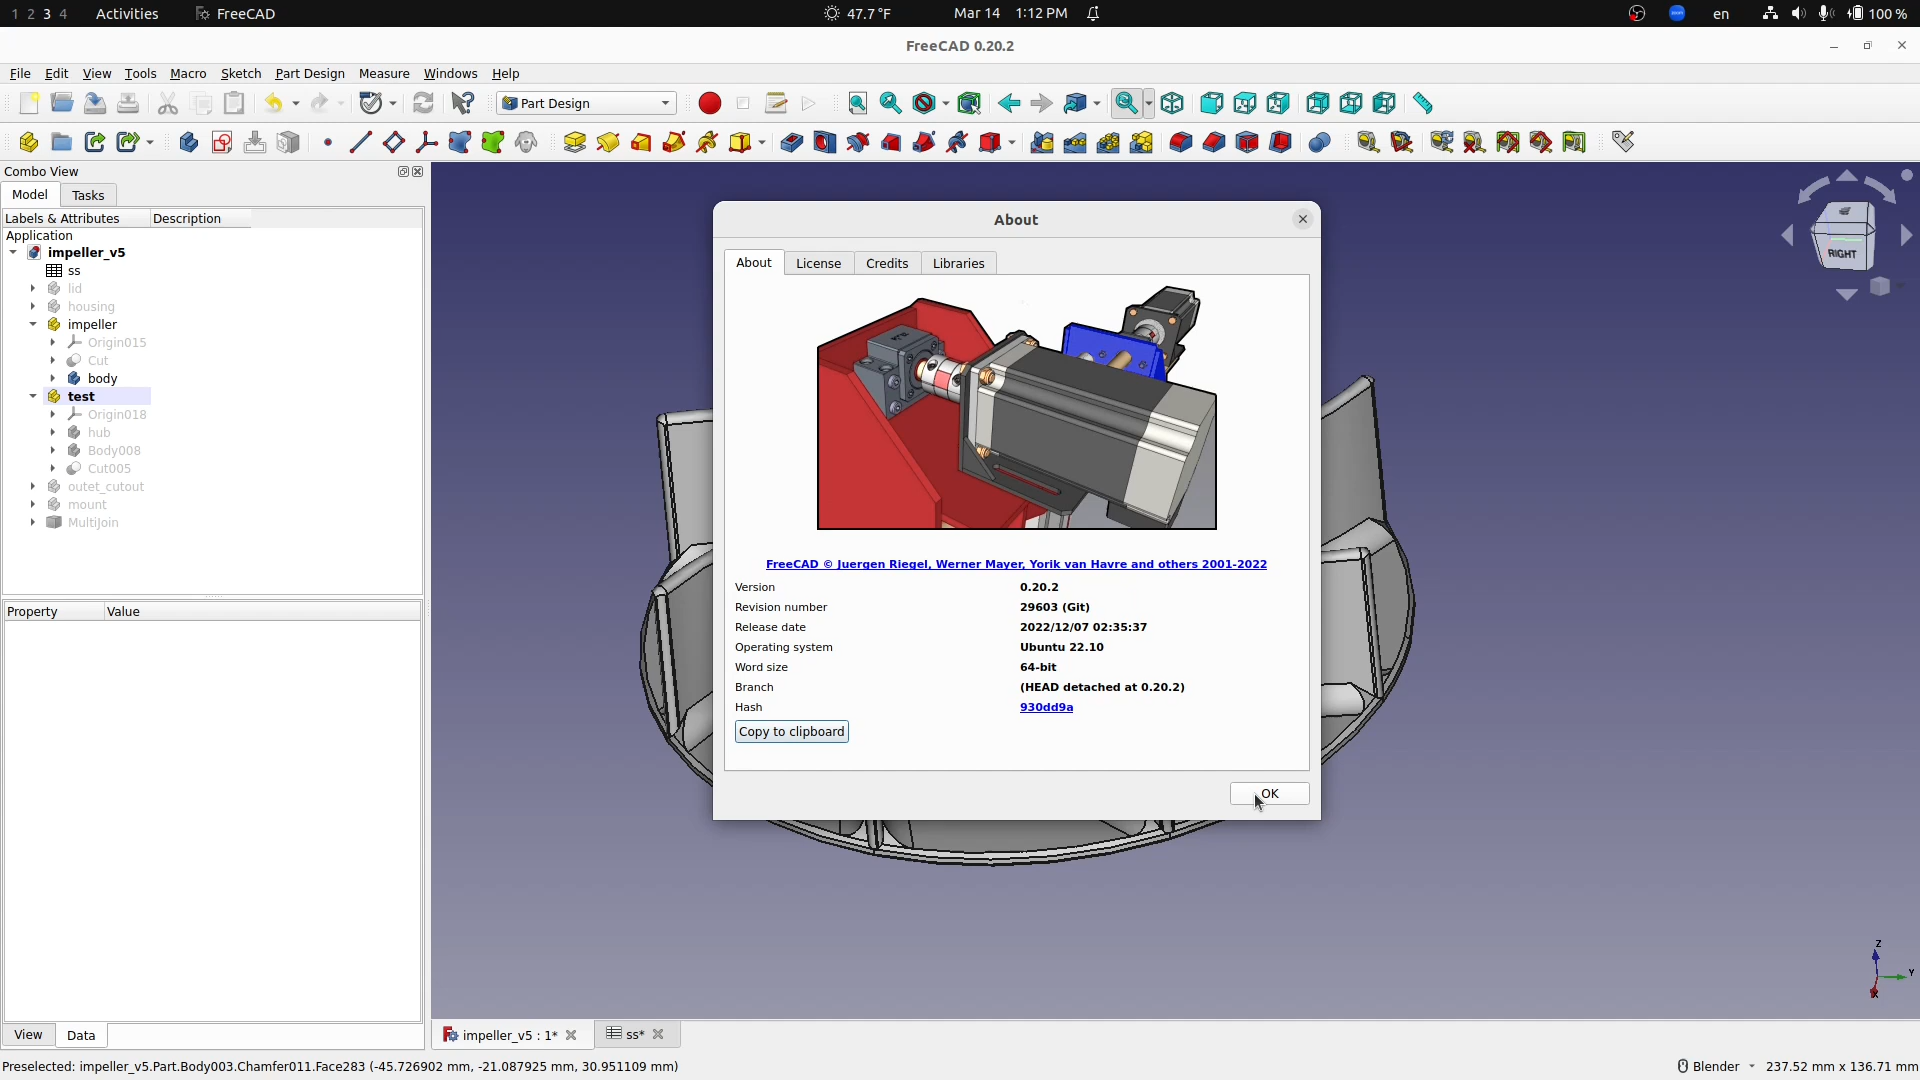 1 2 3 4 Activities FreeCAD 47.7 °F Mar 14 1:12 PM en 100 %
FreeCAD 0.20.2
File Edit View Tools Macro Sketch Part Design Measure Windows Help
Part Design
Combo View
Model Tasks
Labels & Attributes Description
Application
impeller_v5
ss
lid
housing
impeller
Origin015
Cut
body
test
Origin018
hub
Body008
Cut005
outet_cutout
mount
MultiJoin
Property Value
View Data
RIGHT
About
About License Credits Libraries
FreeCAD © Juergen Riegel, Werner Mayer, Yorik van Havre and others 2001-2022
Version 0.20.2
Revision number 29603 (Git)
Release date 2022/12/07 02:35:37
Operating system Ubuntu 22.10
Word size 64-bit
Branch (HEAD detached at 0.20.2)
Hash 930dd9a
Copy to clipboard
OK
Z
Y
X
impeller_v5 : 1* ss*
Preselected: impeller_v5.Part.Body003.Chamfer011.Face283 (-45.726902 mm, -21.087925 mm, 30.951109 mm) Blender 237.52 mm x 136.71 mm